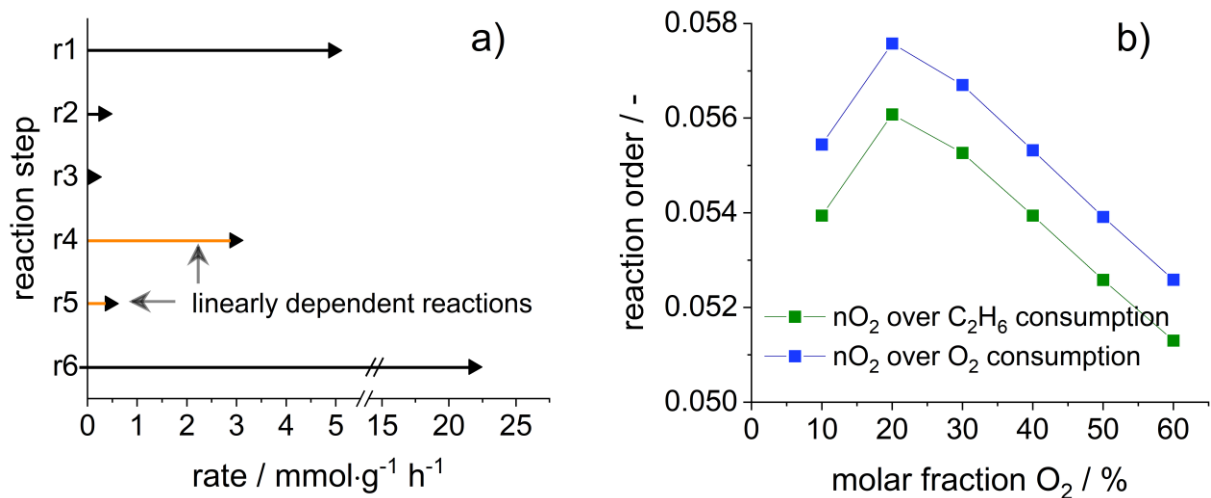 a)
reaction step
r1
r2
r3
r4
r5
r6
linearly dependent reactions
0 1 2 3 4 5 15 25
rate / mmol·g⁻¹ h⁻¹
b)
reaction order / -
0.058
0.056
0.054
0.052
0.050
nO₂ over C₂H₆ consumption
nO₂ over O₂ consumption
0 10 20 30 40 50 60
molar fraction O₂ / %